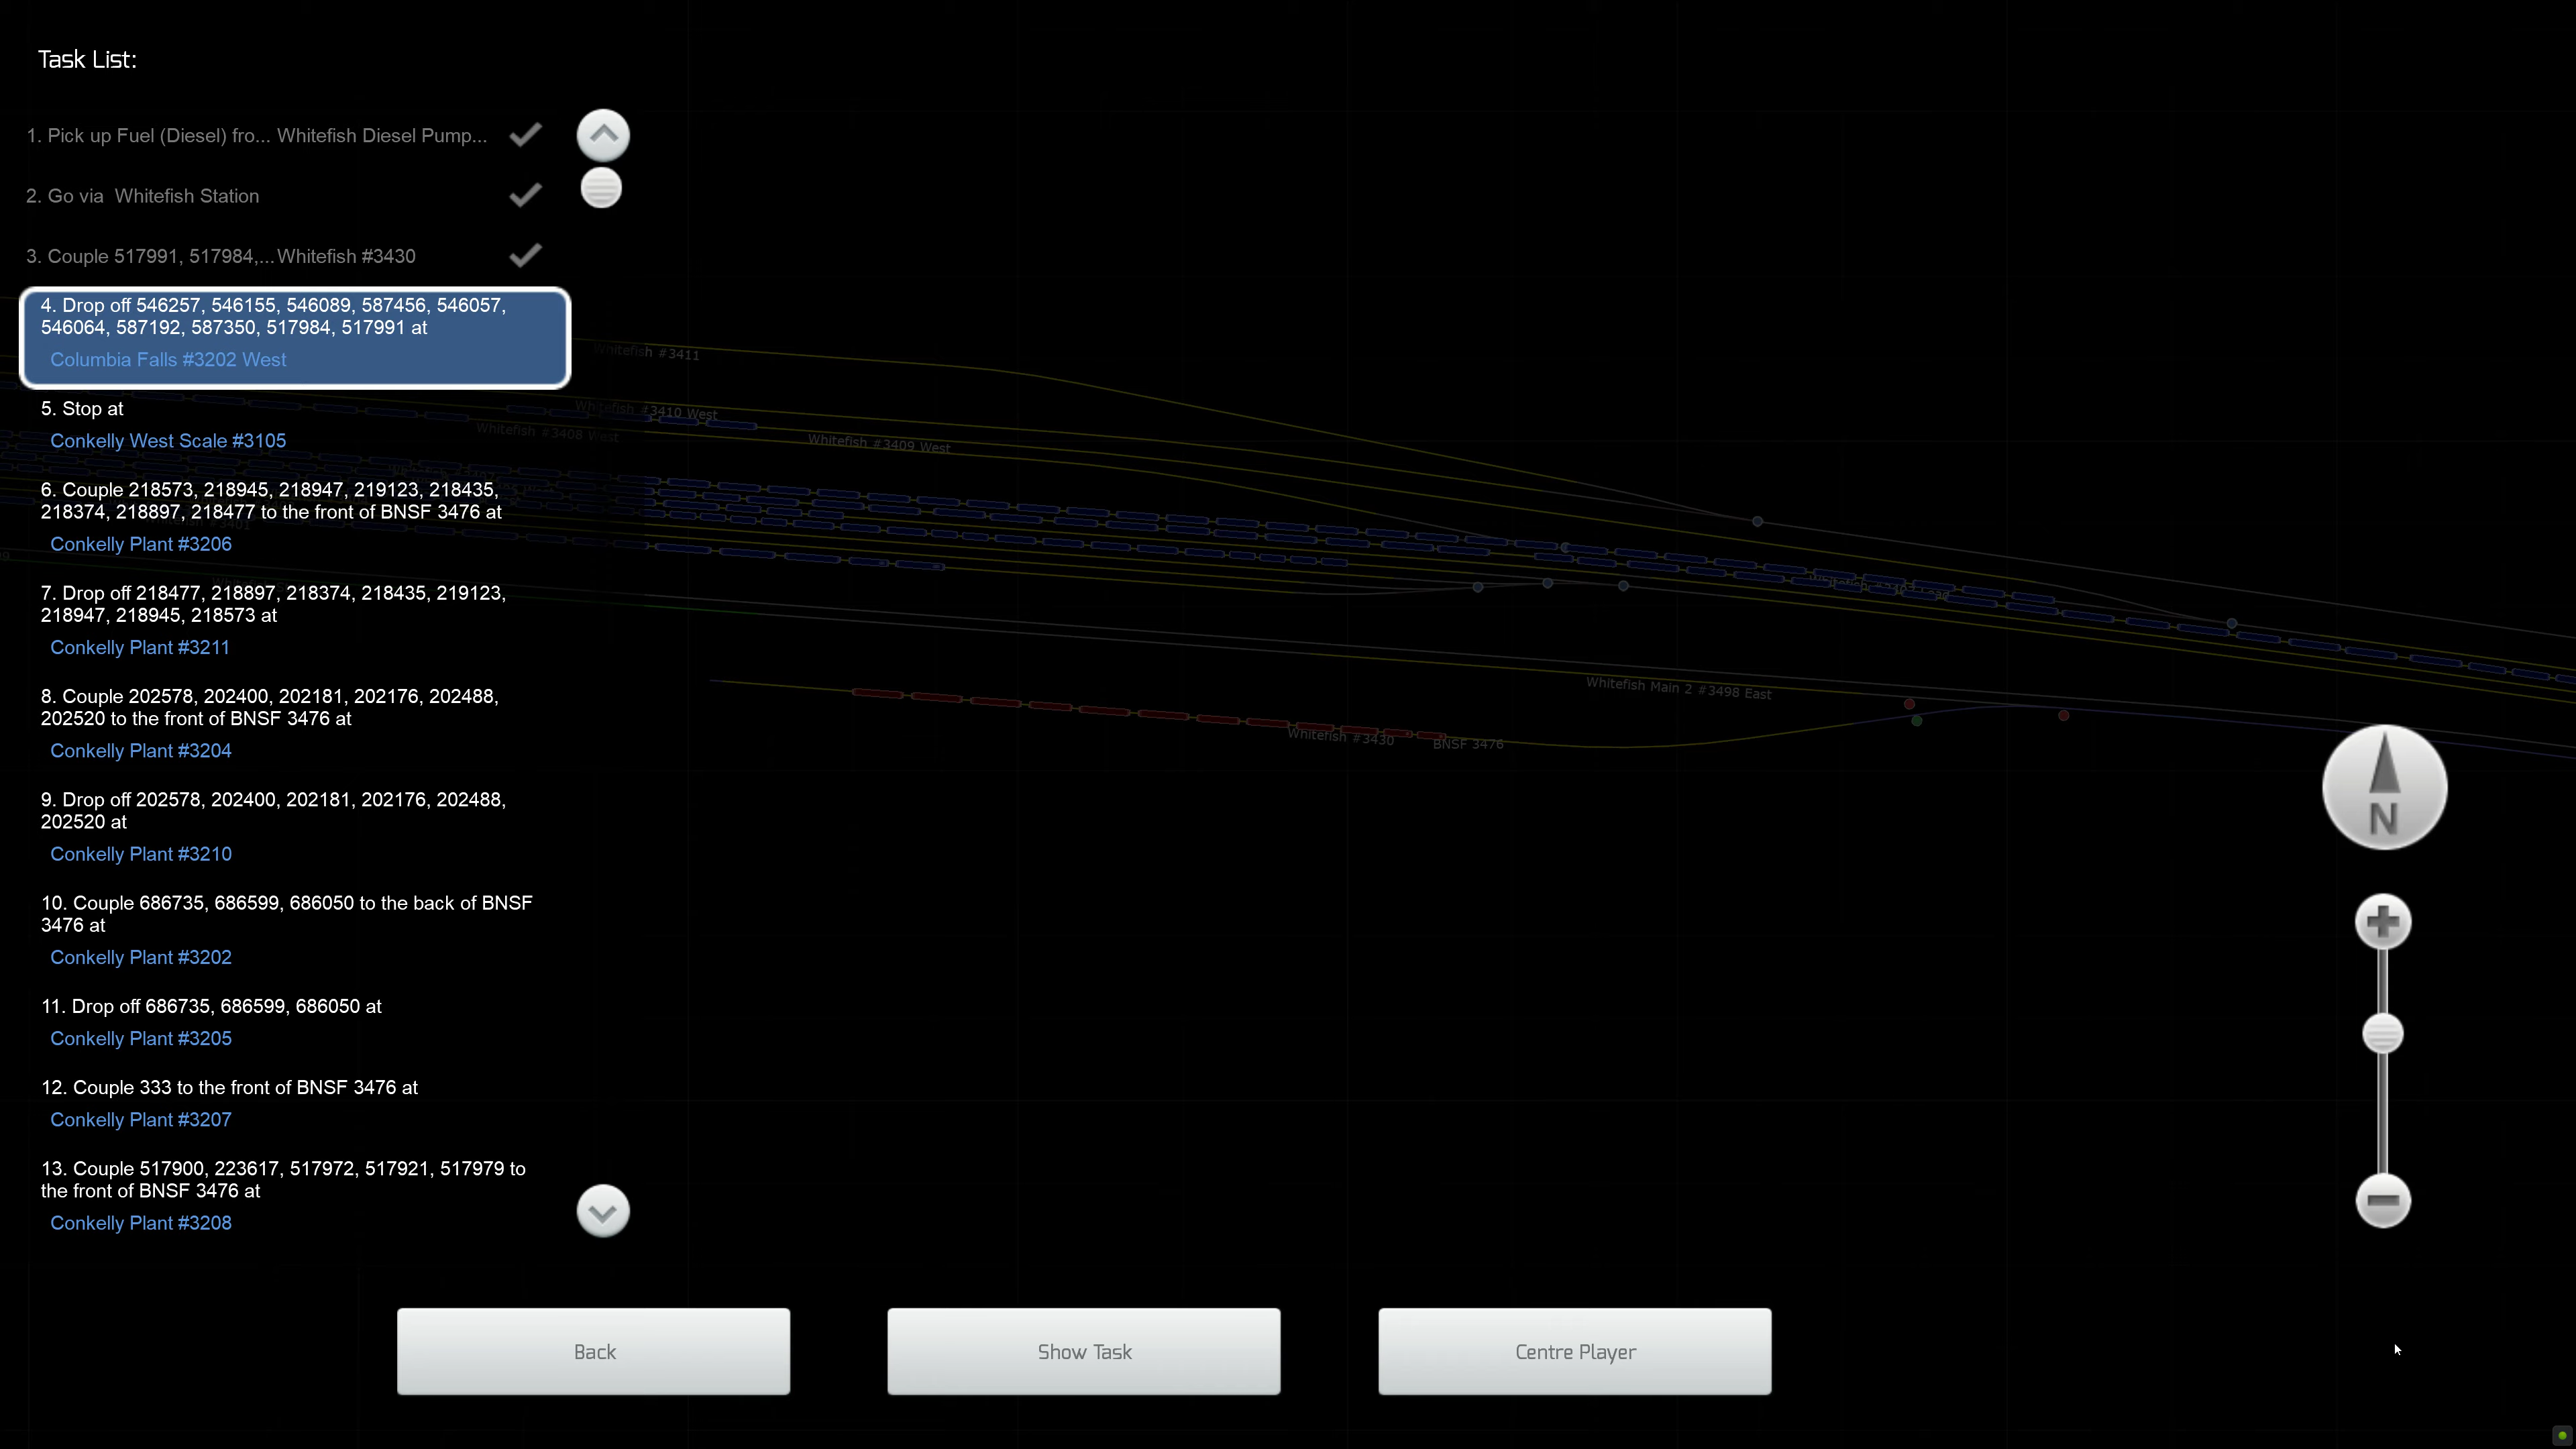 Task List:
1. Pick up Fuel (Diesel) fro... Whitefish Diesel Pump...
2. Go via  Whitefish Station
3. Couple 517991, 517984,... Whitefish #3430
4. Drop off 546257, 546155, 546089, 587456, 546057,
546064, 587192, 587350, 517984, 517991 at
Columbia Falls #3202 West
5. Stop at
Conkelly West Scale #3105
6. Couple 218573, 218945, 218947, 219123, 218435,
218374, 218897, 218477 to the front of BNSF 3476 at
Conkelly Plant #3206
7. Drop off 218477, 218897, 218374, 218435, 219123,
218947, 218945, 218573 at
Conkelly Plant #3211
8. Couple 202578, 202400, 202181, 202176, 202488,
202520 to the front of BNSF 3476 at
Conkelly Plant #3204
9. Drop off 202578, 202400, 202181, 202176, 202488,
202520 at
Conkelly Plant #3210
10. Couple 686735, 686599, 686050 to the back of BNSF
3476 at
Conkelly Plant #3202
11. Drop off 686735, 686599, 686050 at
Conkelly Plant #3205
12. Couple 333 to the front of BNSF 3476 at
Conkelly Plant #3207
13. Couple 517900, 223617, 517972, 517921, 517979 to
the front of BNSF 3476 at
Conkelly Plant #3208
Whitefish #3411
Whitefish #3410 West
Whitefish #3408 West
Whitefish #3409 West
Whitefish Main 2 #3498 East
Whitefish #3430
BNSF 3476
N
Back
Show Task
Centre Player